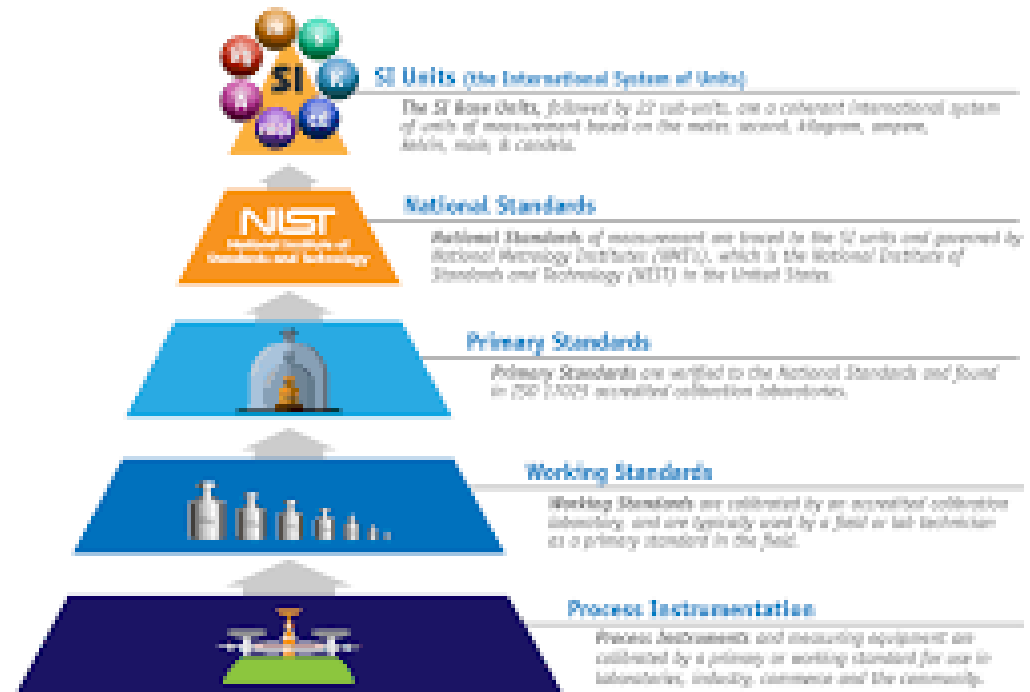 SI
cd
SI Units (the International System of Units)
The SI Base Units, followed by 22 sub-units, are a coherent international system
of units of measurement based on the meter, second, kilogram, ampere,
kelvin, mole, & candela.
NIST
National Institute of
Standards and Technology
National Standards
National Standards of measurement are traced to the SI units and governed by
National Metrology Institutes (NMI's), which is the National Institute of
Standards and Technology (NIST) in the United States.
Primary Standards
Primary Standards are verified to the National Standards and found
in ISO 17025 accredited calibration laboratories.
Working Standards
Working Standards are calibrated by an accredited calibration
laboratory, and are typically used by a field or lab technician
as a primary standard in the field.
Process Instrumentation
Process Instruments and measuring equipment are
calibrated by a primary or working standard for use in
laboratories, industry, commerce and the community.